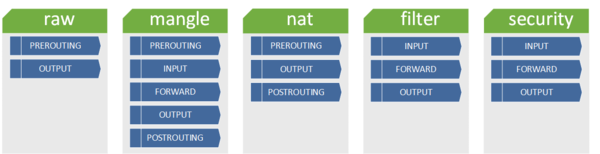 raw
PREROUTING
OUTPUT
mangle
PREROUTING
INPUT
FORWARD
OUTPUT
POSTROUTING
nat
PREROUTING
OUTPUT
POSTROUTING
filter
INPUT
FORWARD
OUTPUT
security
INPUT
FORWARD
OUTPUT